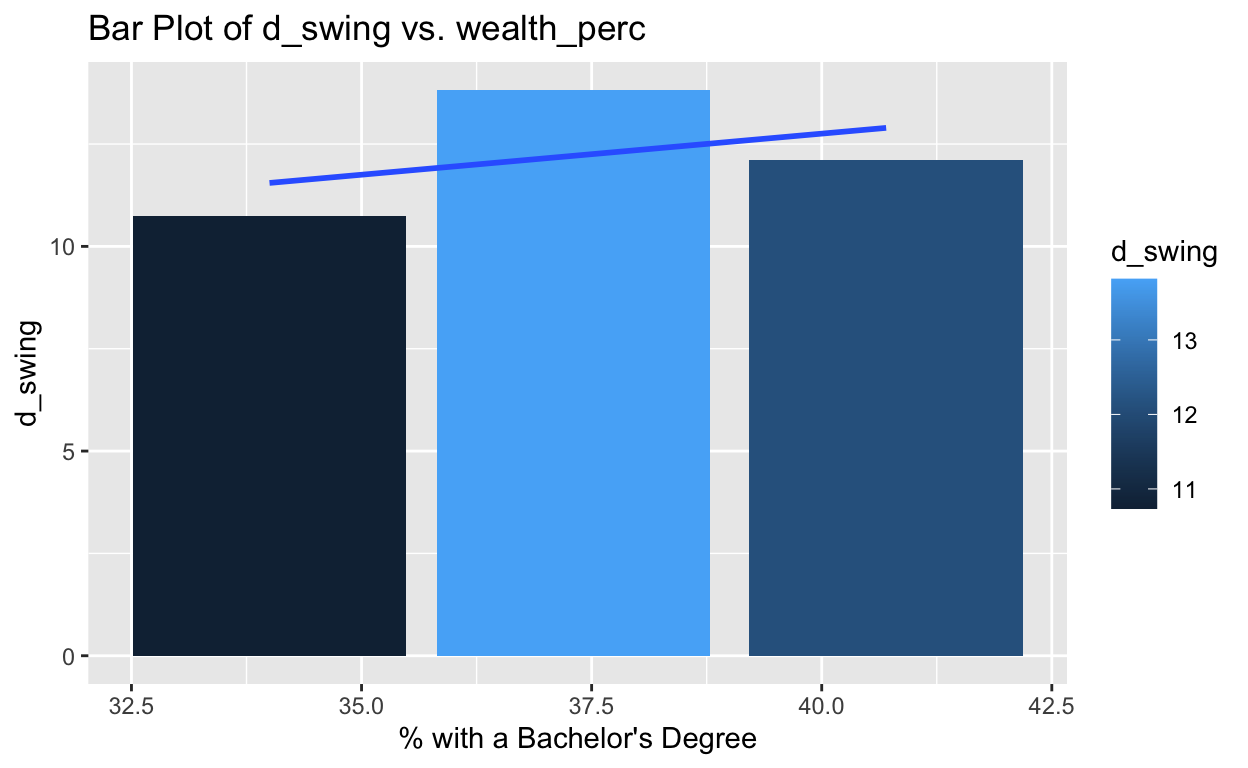 Bar Plot of d_swing vs. wealth_perc
d_swing
10
5
0
32.5 35.0 37.5 40.0 42.5
% with a Bachelor's Degree
d_swing
13
12
11